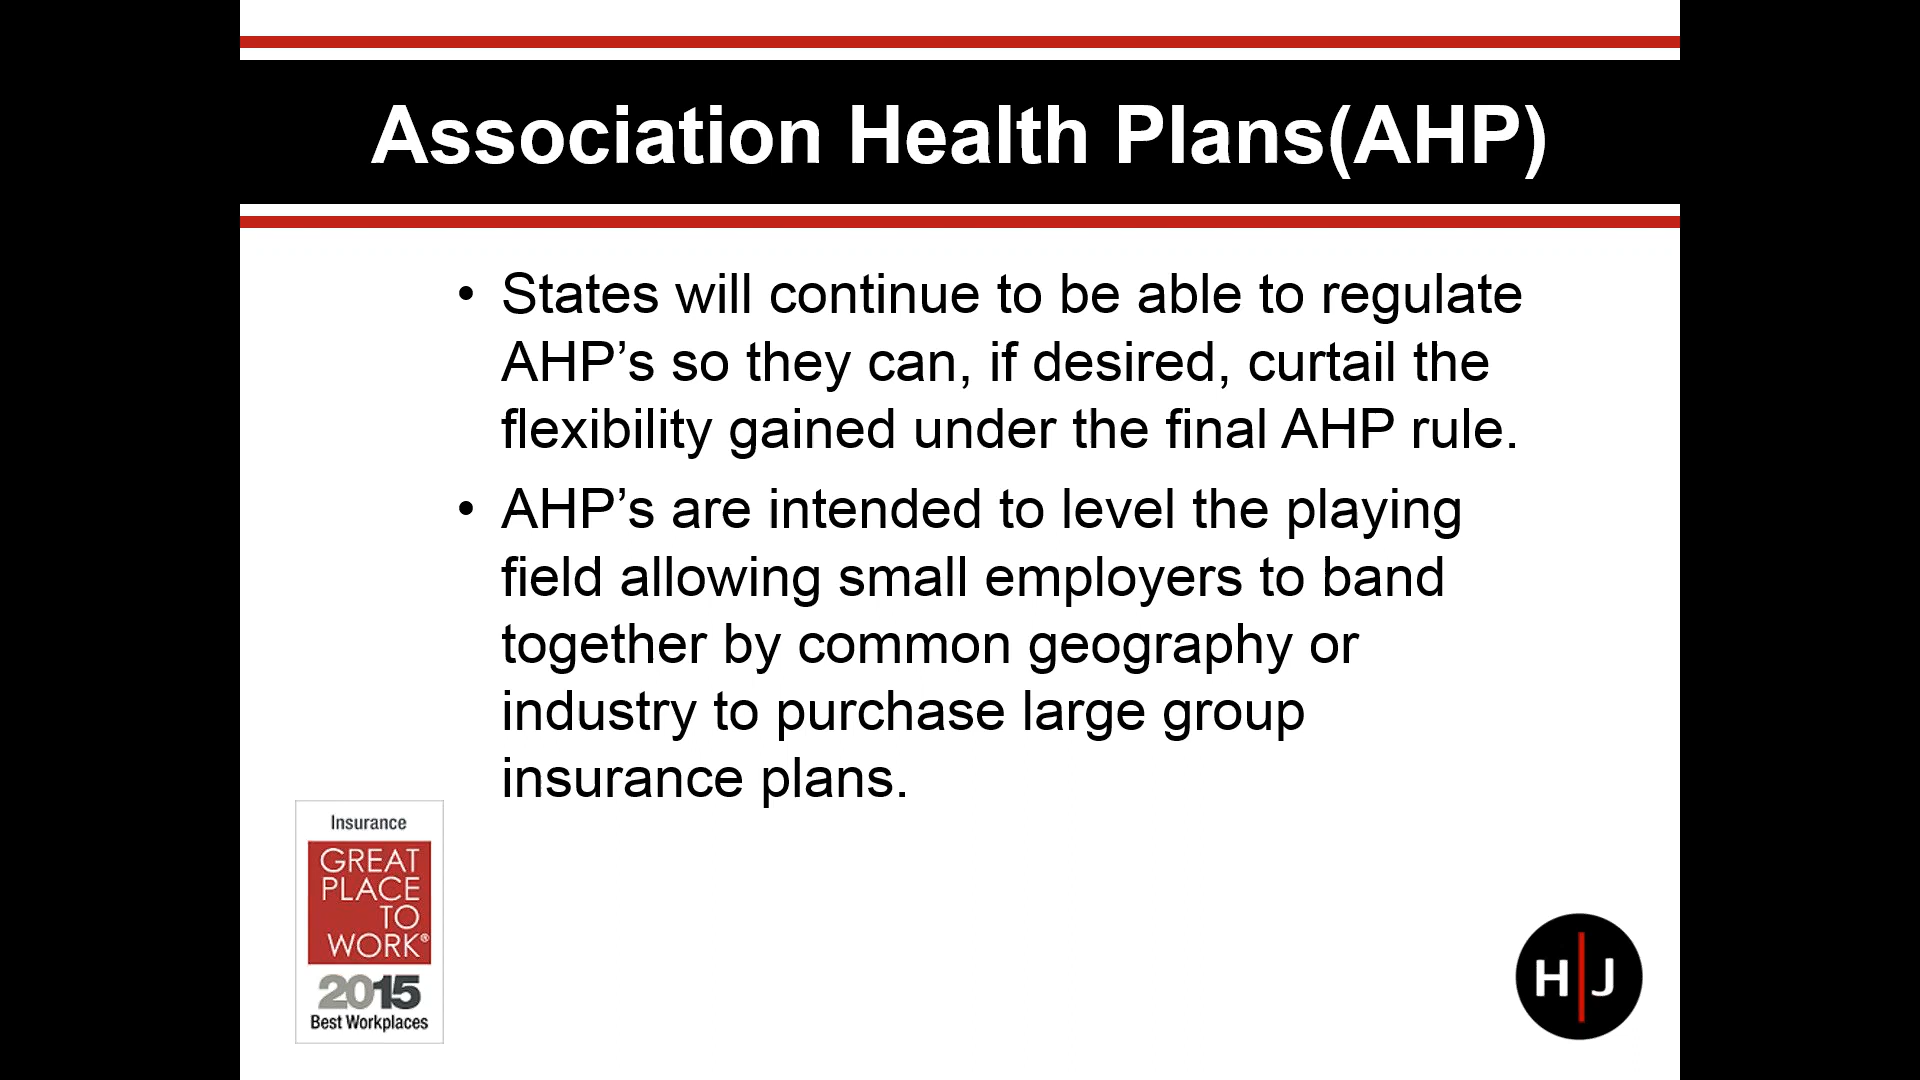 Association Health Plans(AHP)
• States will continue to be able to regulate
AHP’s so they can, if desired, curtail the
flexibility gained under the final AHP rule.
• AHP’s are intended to level the playing
field allowing small employers to band
together by common geography or
industry to purchase large group
insurance plans.
Insurance
GREAT
PLACE
TO
WORK®
2015
Best Workplaces
H|J